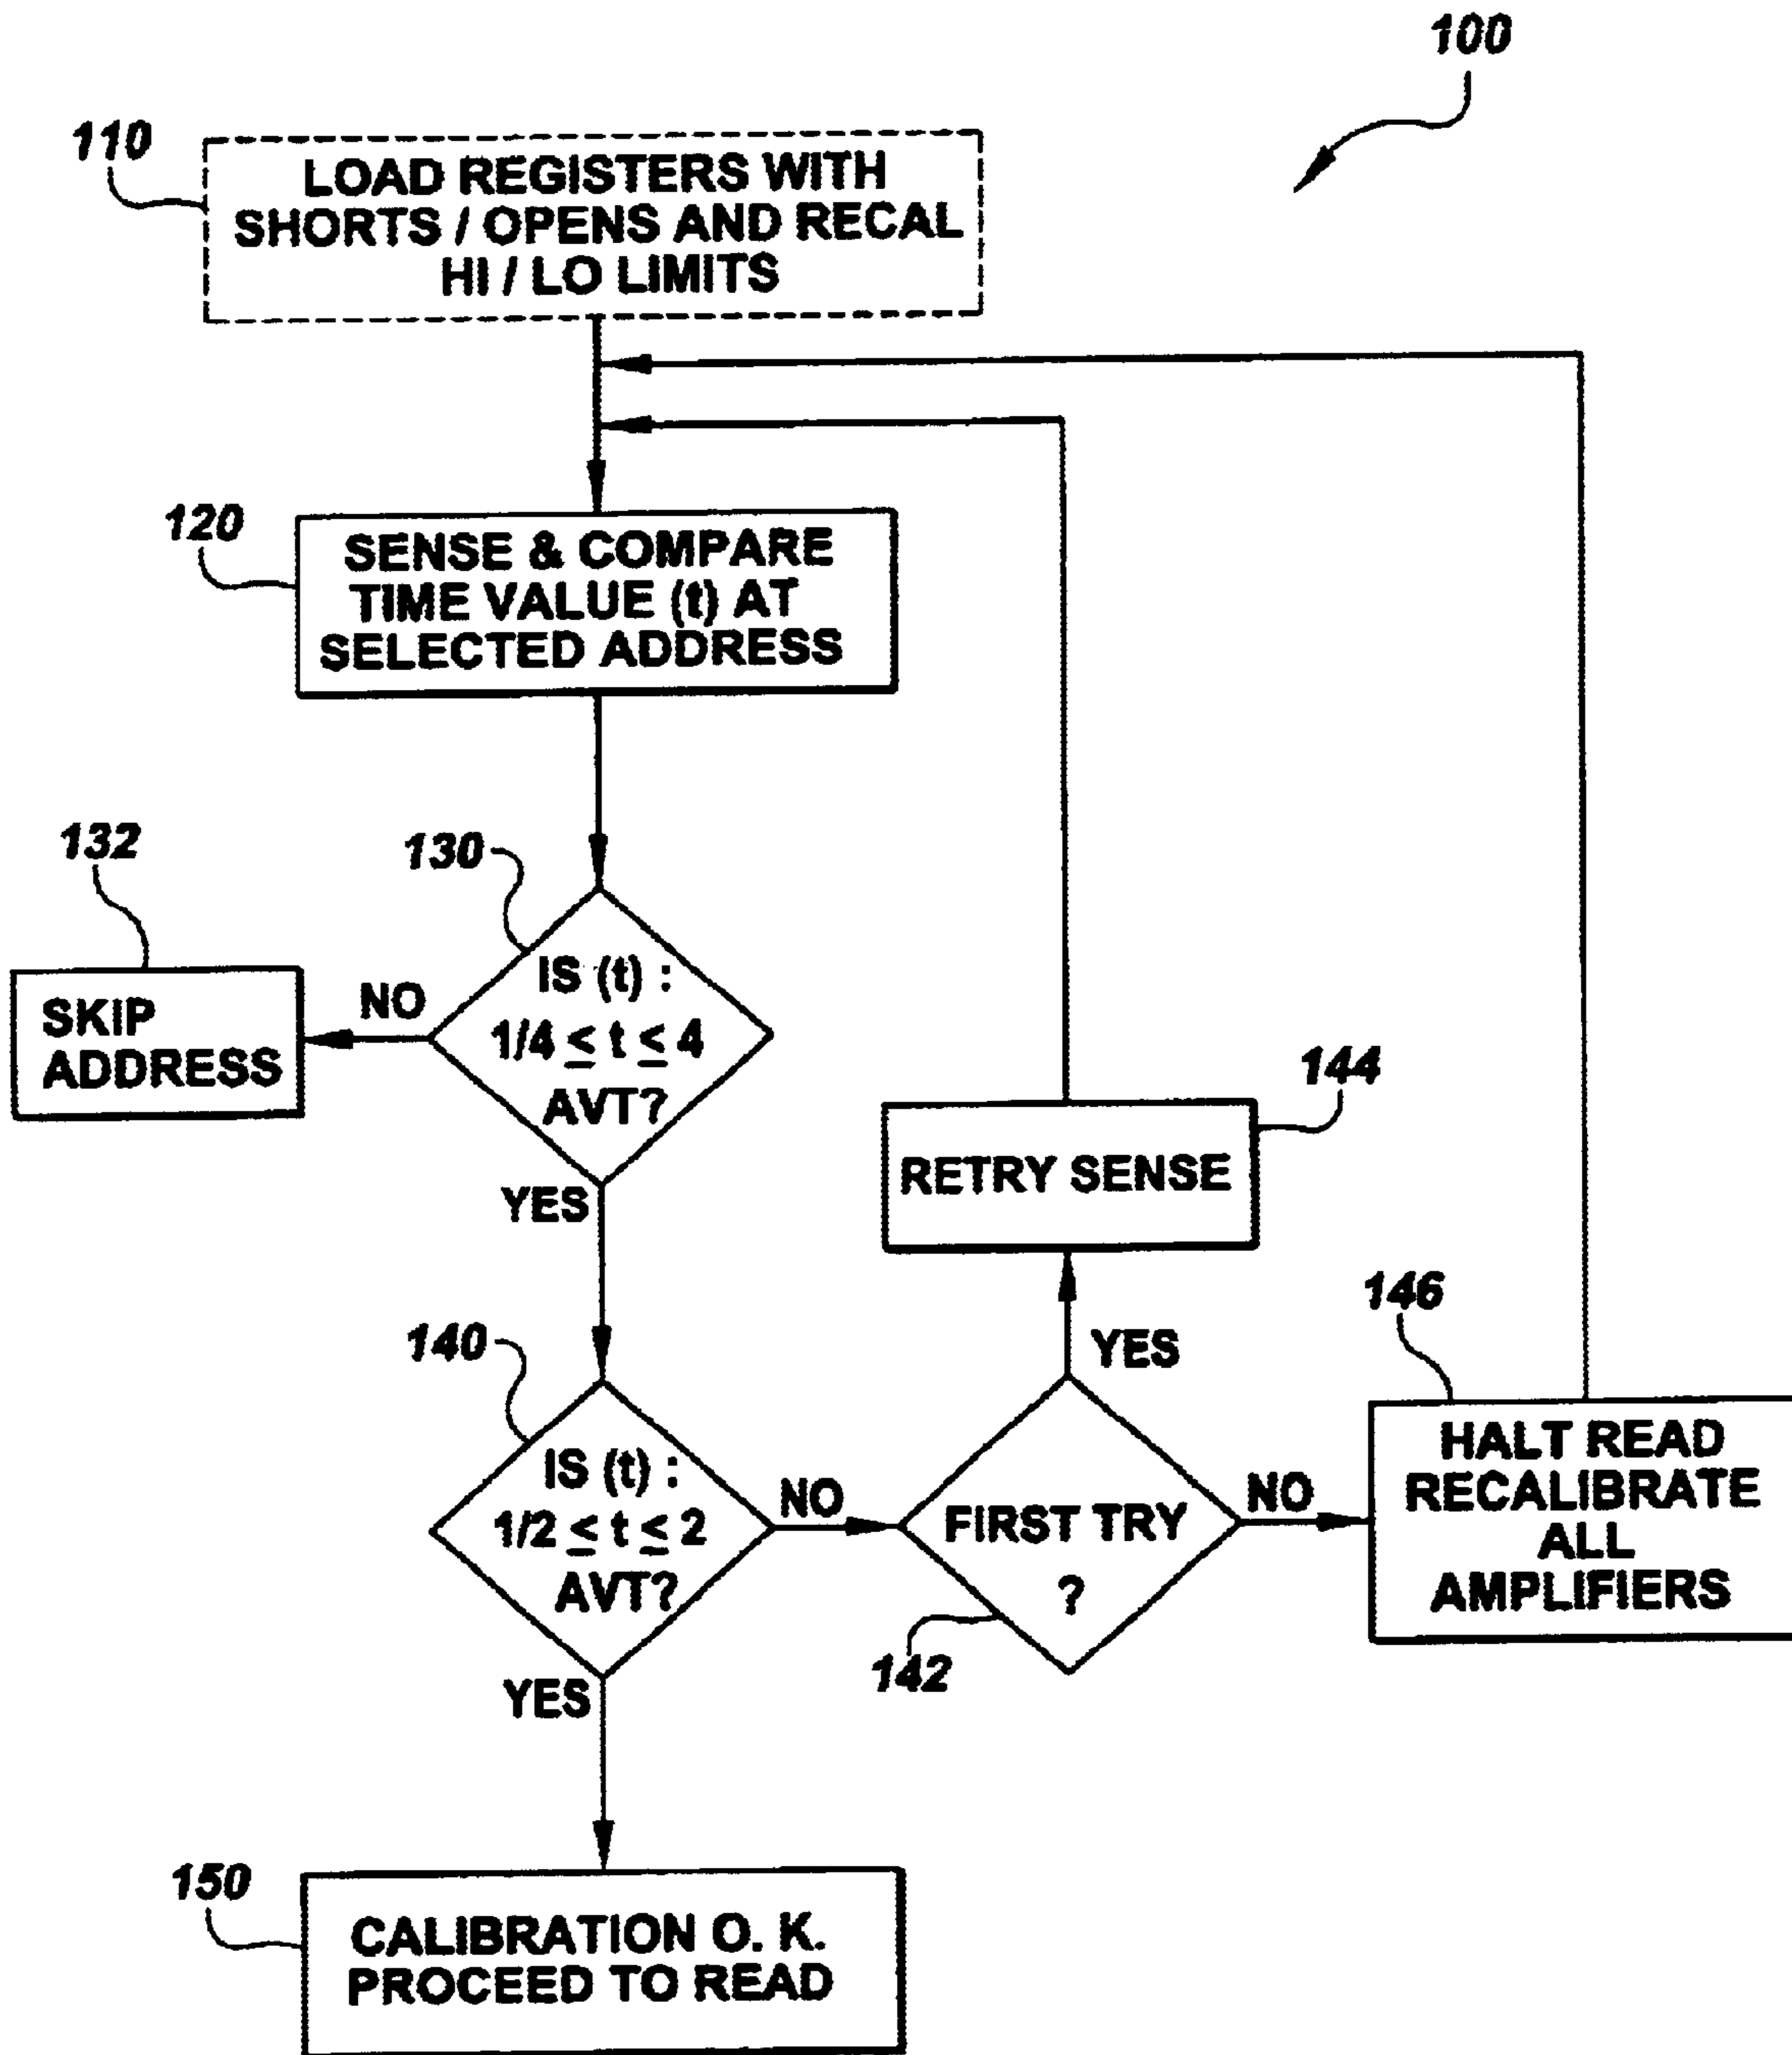 100
110
LOAD REGISTERS WITH
SHORTS / OPENS AND RECAL
HI / LO LIMITS
120
SENSE & COMPARE
TIME VALUE (t) AT
SELECTED ADDRESS
132
130
SKIP
ADDRESS
NO
IS (t) :
1/4 ≤ t ≤ 4
AVT?
YES
144
RETRY SENSE
146
140
YES
IS (t) :
1/2 ≤ t ≤ 2
AVT?
NO
FIRST TRY
?
142
NO
HALT READ
RECALIBRATE
ALL
AMPLIFIERS
YES
150
CALIBRATION O. K.
PROCEED TO READ